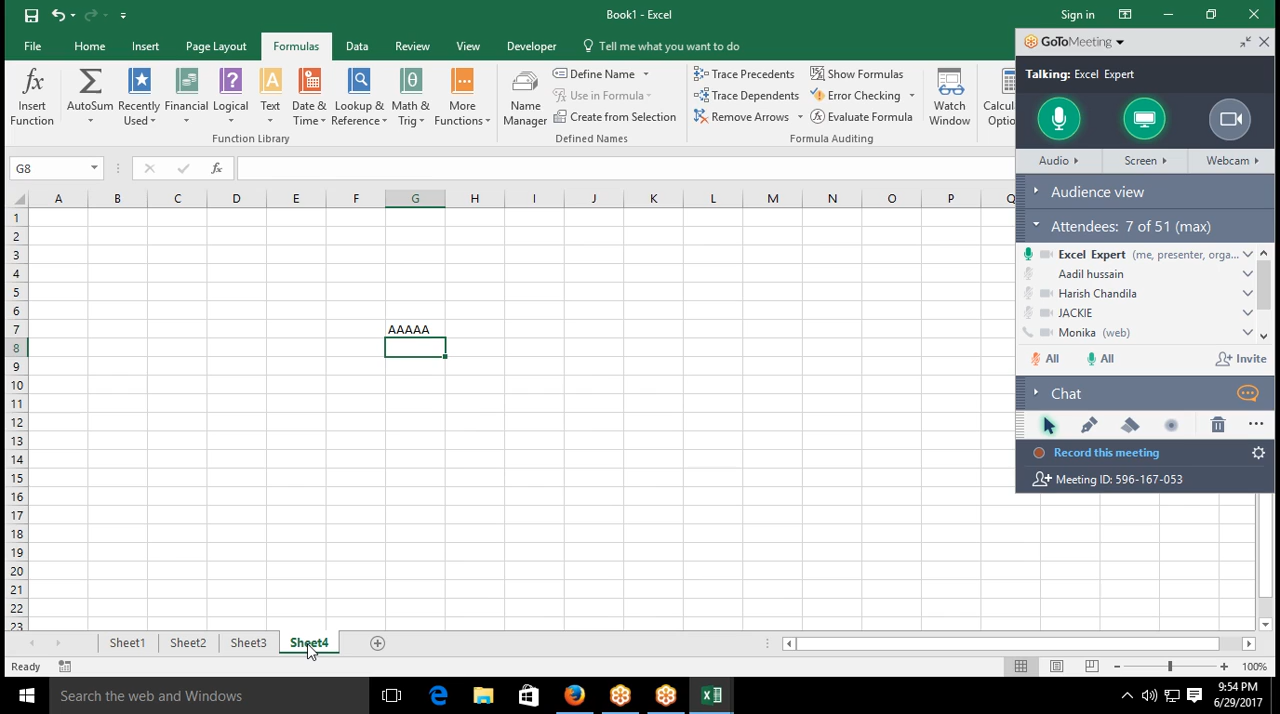 Book1 - Excel
Sign in
File Home Insert Page Layout Formulas Data Review View Developer Tell me what you want to do
Insert Function
AutoSum
Recently Used
Financial
Logical
Text
Date & Time
Lookup & Reference
Math & Trig
More Functions
Function Library
Name Manager
Define Name
Use in Formula
Create from Selection
Defined Names
Trace Precedents
Trace Dependents
Remove Arrows
Show Formulas
Error Checking
Evaluate Formula
Formula Auditing
Watch Window
G8
fx
A B C D E F G H I J K L M N O P
1
2
3
4
5
6
7 AAAAA
8
9
10
11
12
13
14
15
16
17
18
19
20
21
22
23
Sheet1 Sheet2 Sheet3 Sheet4
Ready
100%
GoToMeeting
Talking: Excel Expert
Audio Screen Webcam
Audience view
Attendees: 7 of 51 (max)
Excel Expert (me, presenter, orga...
Aadil hussain
Harish Chandila
JACKIE
Monika (web)
All All Invite
Chat
Record this meeting
Meeting ID: 596-167-053
Search the web and Windows
9:54 PM
6/29/2017